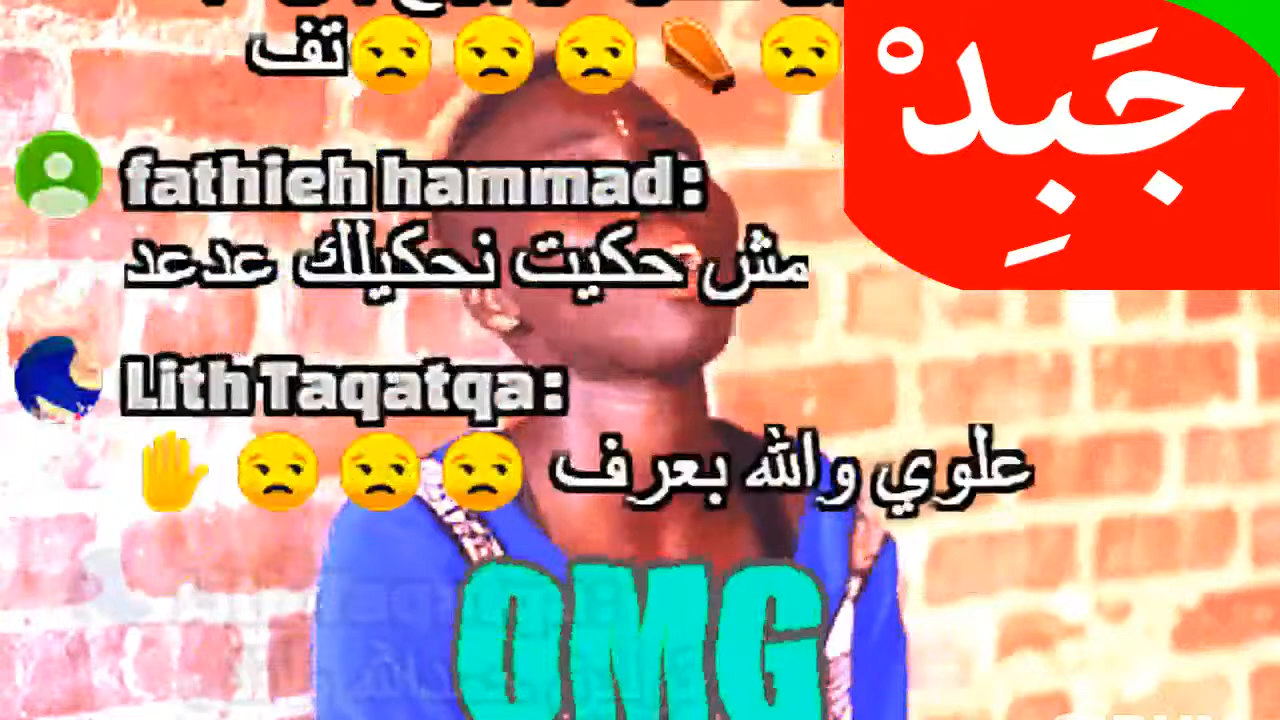 تف😒😒😒⚰️😒
جَبِدْ
fathieh hammad:
مش حكيت نحكيلك عدعد
Lith Taqatqa:
علوي والله بعرف 😒😒😒✋
OMG